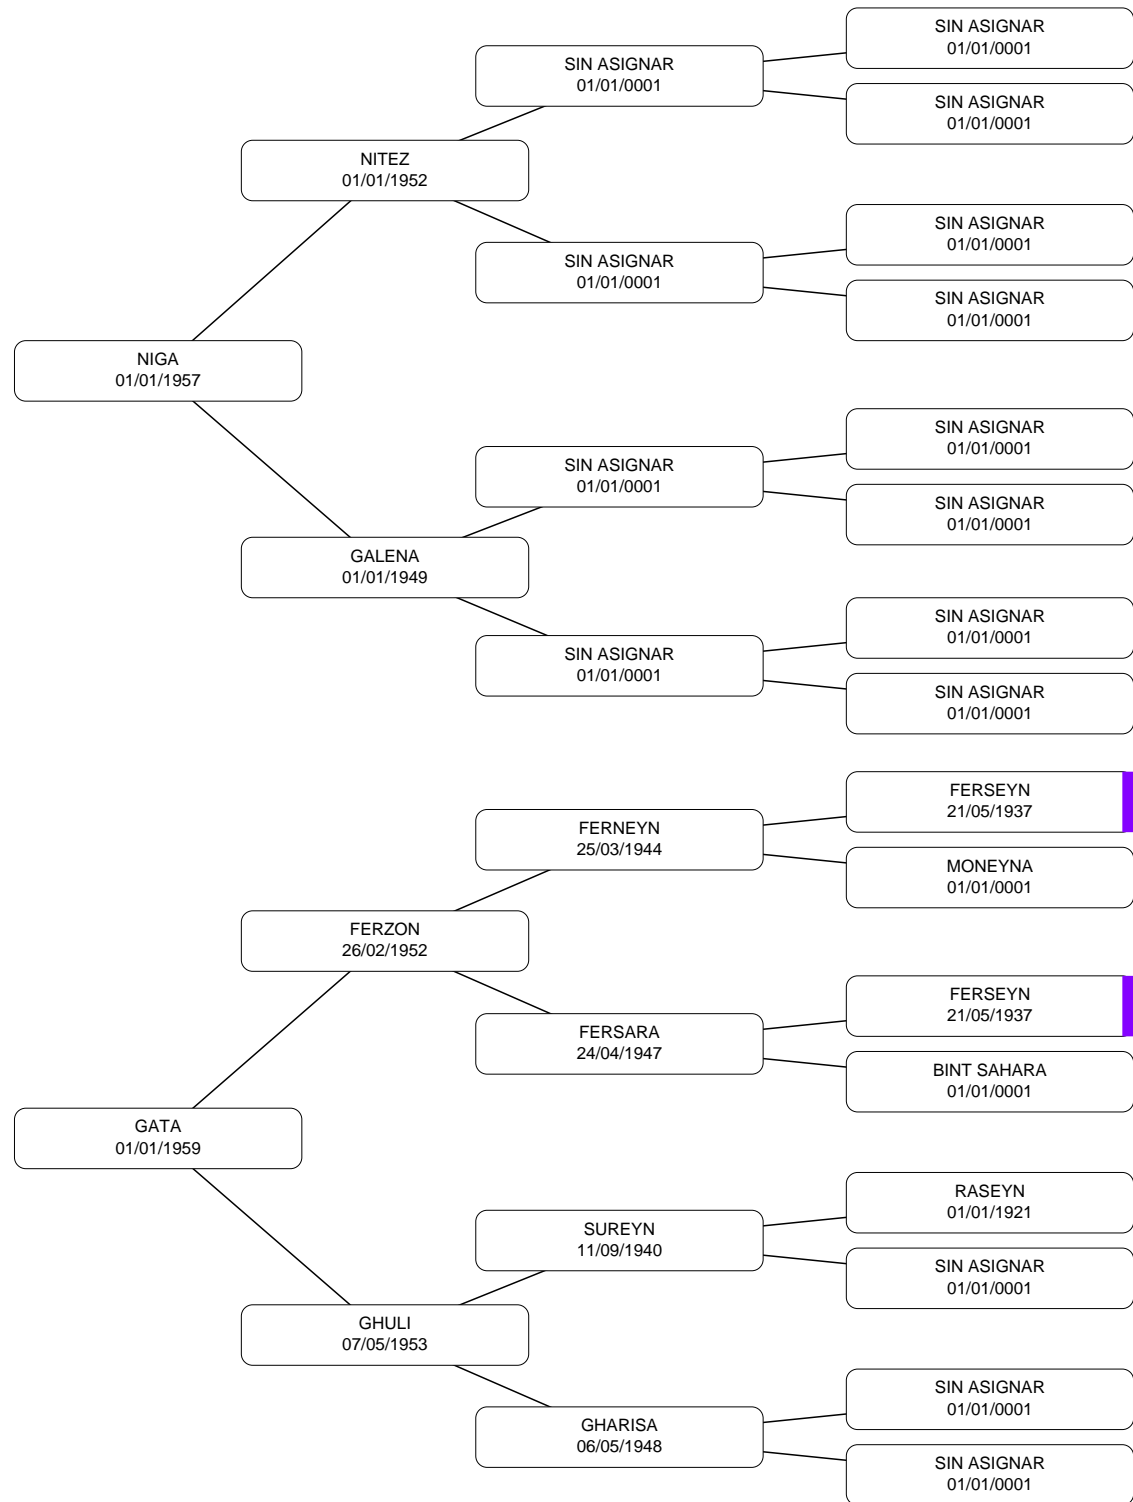 SIN ASIGNAR
01/01/0001
SIN ASIGNAR
01/01/0001
SIN ASIGNAR
01/01/0001
NITEZ
01/01/1952
SIN ASIGNAR
01/01/0001
SIN ASIGNAR
01/01/0001
SIN ASIGNAR
01/01/0001
NIGA
01/01/1957
SIN ASIGNAR
01/01/0001
SIN ASIGNAR
01/01/0001
SIN ASIGNAR
01/01/0001
GALENA
01/01/1949
SIN ASIGNAR
01/01/0001
SIN ASIGNAR
01/01/0001
SIN ASIGNAR
01/01/0001
FERSEYN
21/05/1937
FERNEYN
25/03/1944
MONEYNA
01/01/0001
FERZON
26/02/1952
FERSEYN
21/05/1937
FERSARA
24/04/1947
BINT SAHARA
01/01/0001
GATA
01/01/1959
RASEYN
01/01/1921
SUREYN
11/09/1940
SIN ASIGNAR
01/01/0001
GHULI
07/05/1953
SIN ASIGNAR
01/01/0001
GHARISA
06/05/1948
SIN ASIGNAR
01/01/0001